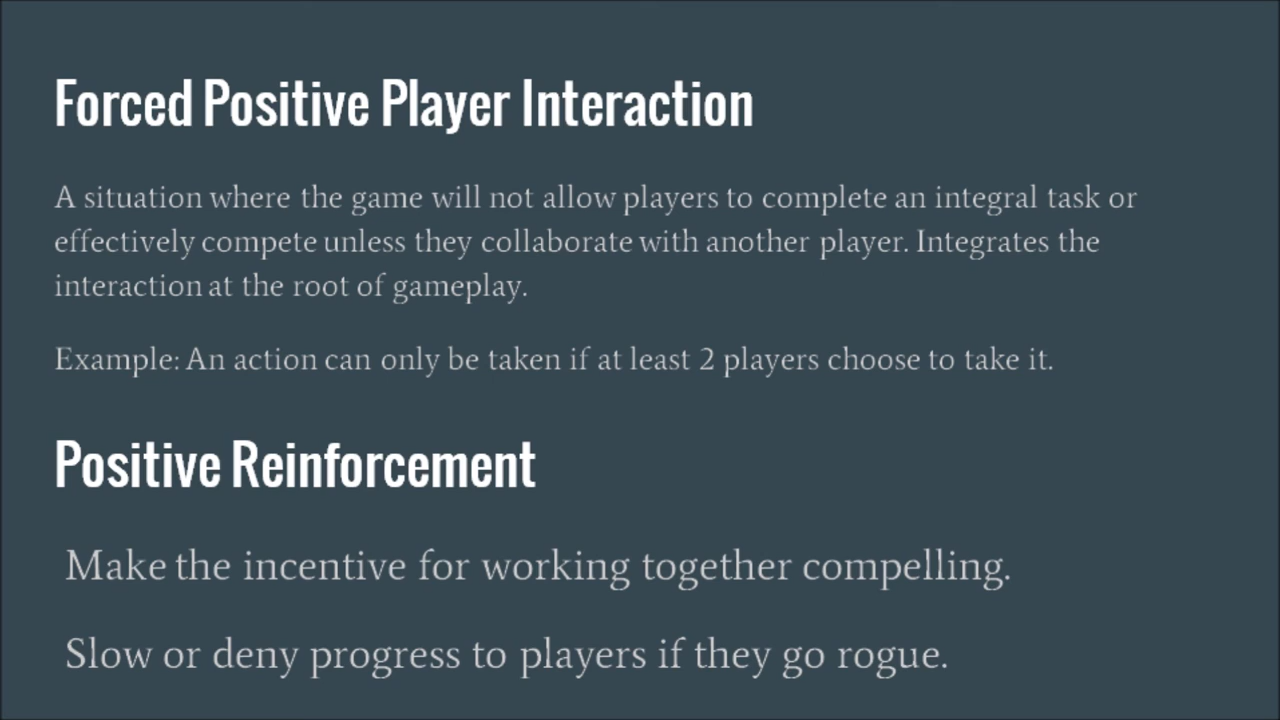 Forced Positive Player Interaction
A situation where the game will not allow players to complete an integral task or
effectively compete unless they collaborate with another player. Integrates the
interaction at the root of gameplay.
Example: An action can only be taken if at least 2 players choose to take it.
Positive Reinforcement
Make the incentive for working together compelling.
Slow or deny progress to players if they go rogue.